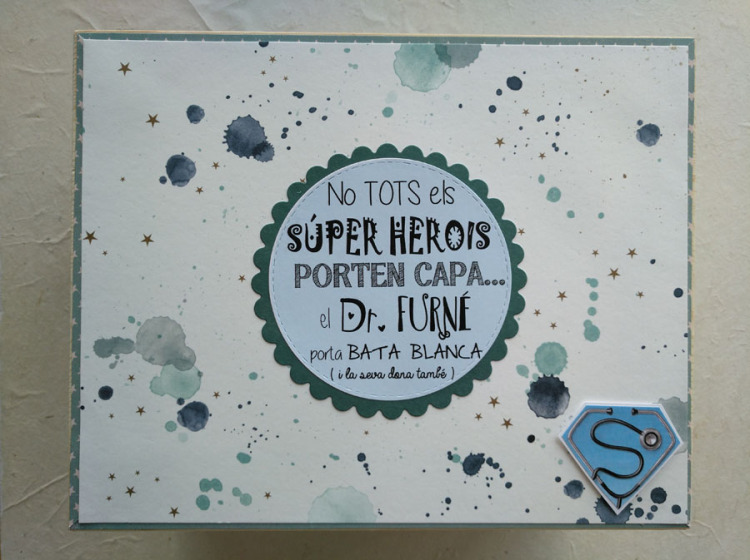 No TOTS els
SÚPER HEROIS
PORTEN CAPA...
el Dr. FURNÉ
porta BATA BLANCA
( i la seva dona també )
S